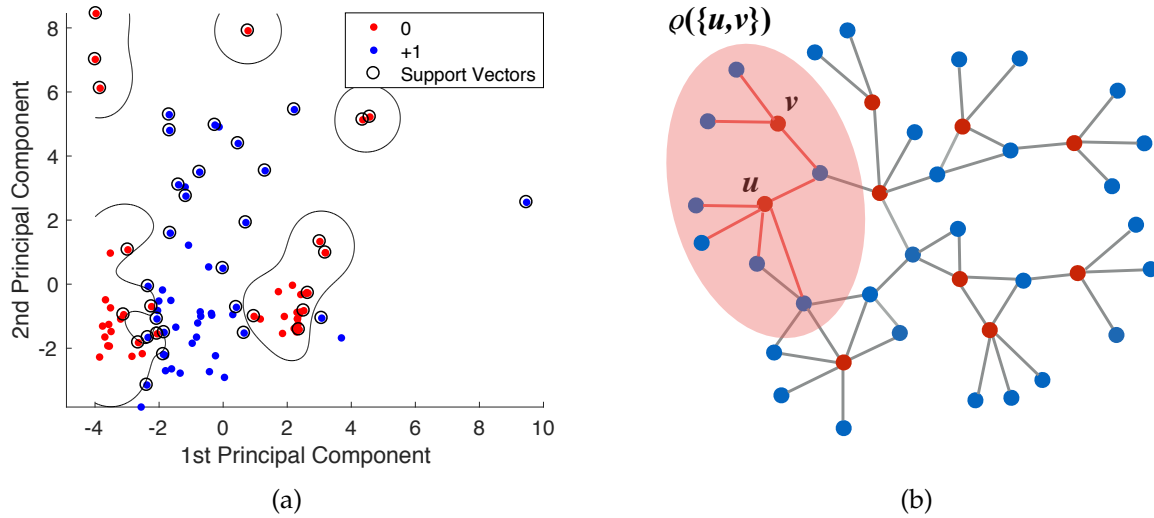 8
6
4
2
0
-2
-4
-2
0
2
4
6
8
10
2nd Principal Component
1st Principal Component
0
+1
Support Vectors
(a)
ϱ({u,v})
v
u
(b)